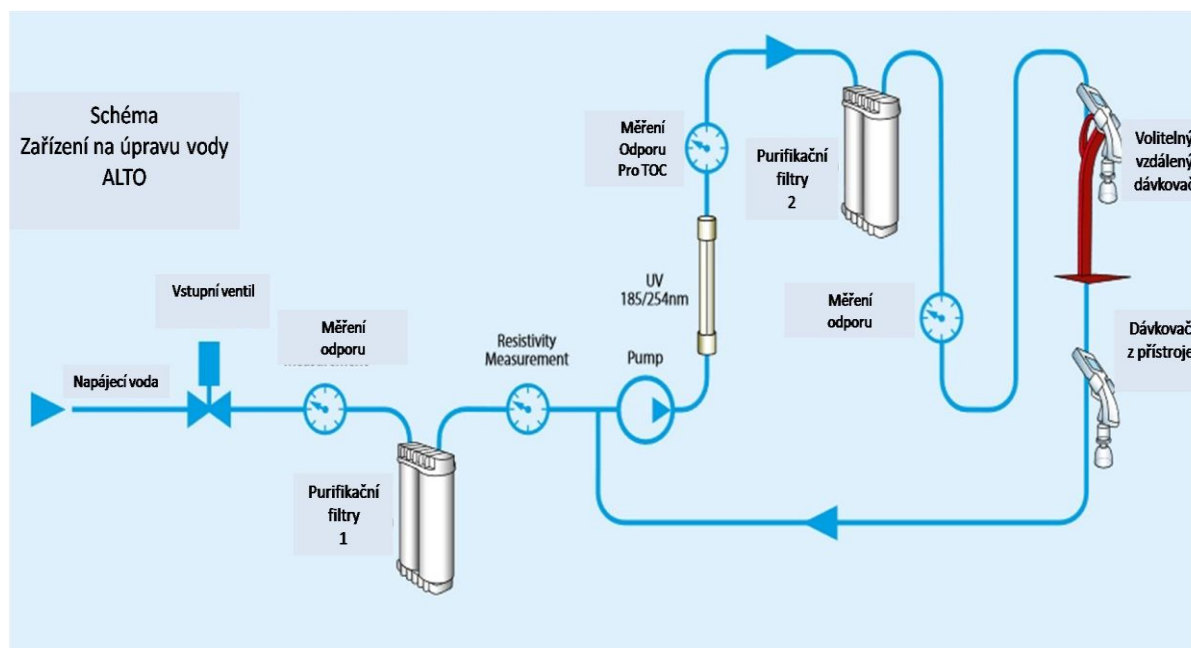 Schéma
Zařízení na úpravu vody
ALTO
Měření
Odporu
Pro TOC
Purifikační
filtry
2
Volitelný
vzdálený
dávkovač
UV
185/254nm
Vstupní ventil
Měření
odporu
Měření
odporu
Resistivity
Measurement
Pump
Dávkovač
z přístroje
Napájecí voda
Purifikační
filtry
1